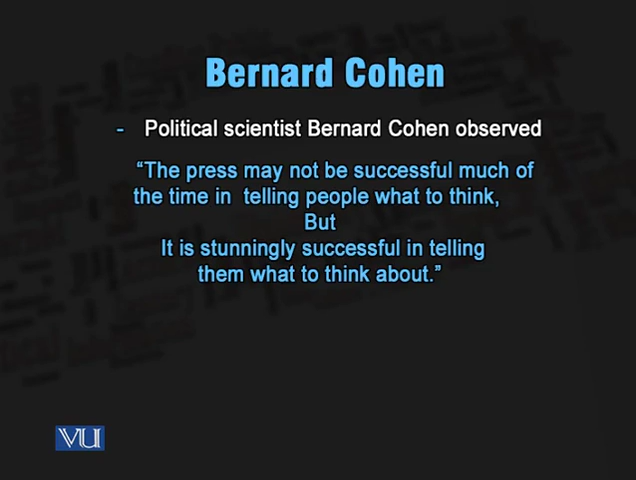 Bernard Cohen
- Political scientist Bernard Cohen observed
“The press may not be successful much of
the time in telling people what to think,
But
It is stunningly successful in telling
them what to think about.”
VU